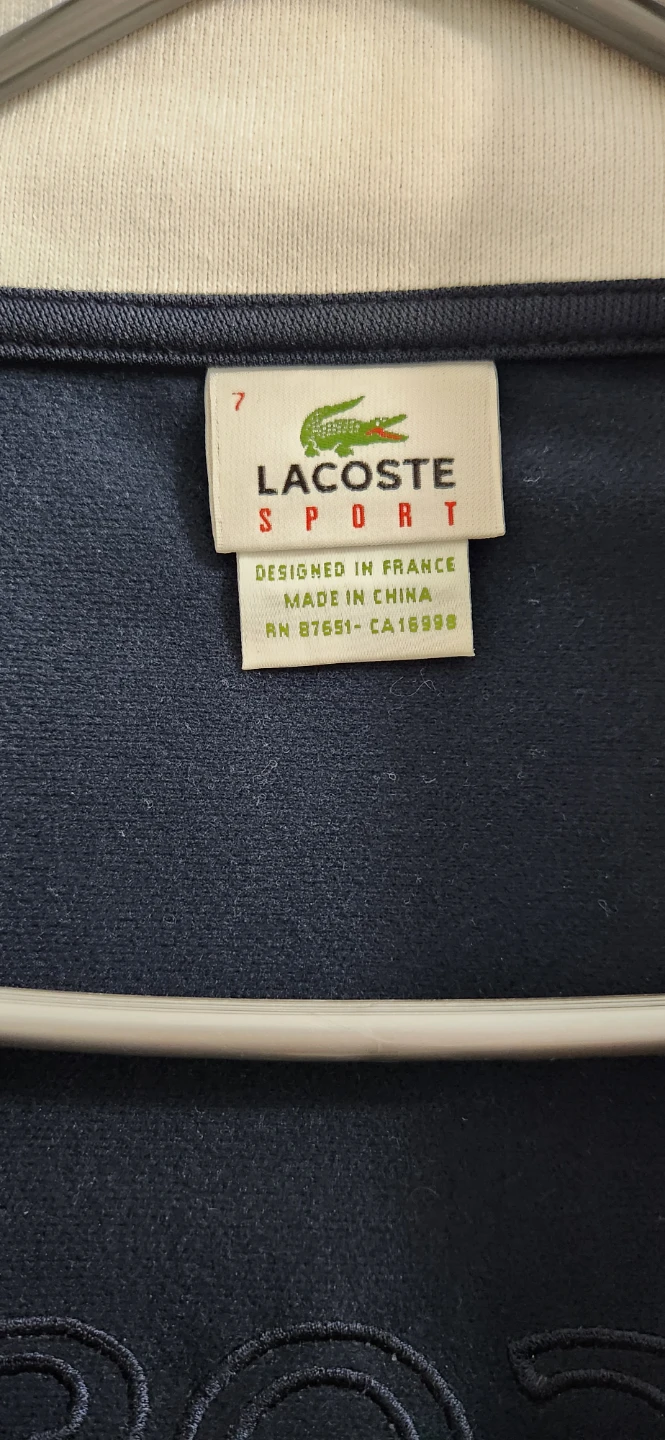 7
LACOSTE
SPORT
DESIGNED IN FRANCE
MADE IN CHINA
RN 87651- CA16998